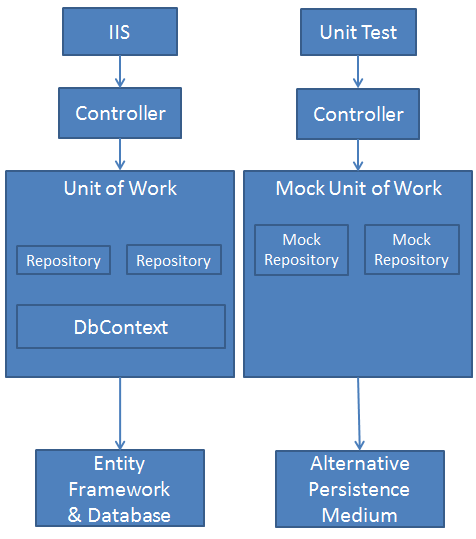 IIS
Controller
Unit of Work
Repository
Repository
DbContext
Entity
Framework
& Database
Unit Test
Controller
Mock Unit of Work
Mock
Repository
Mock
Repository
Alternative
Persistence
Medium